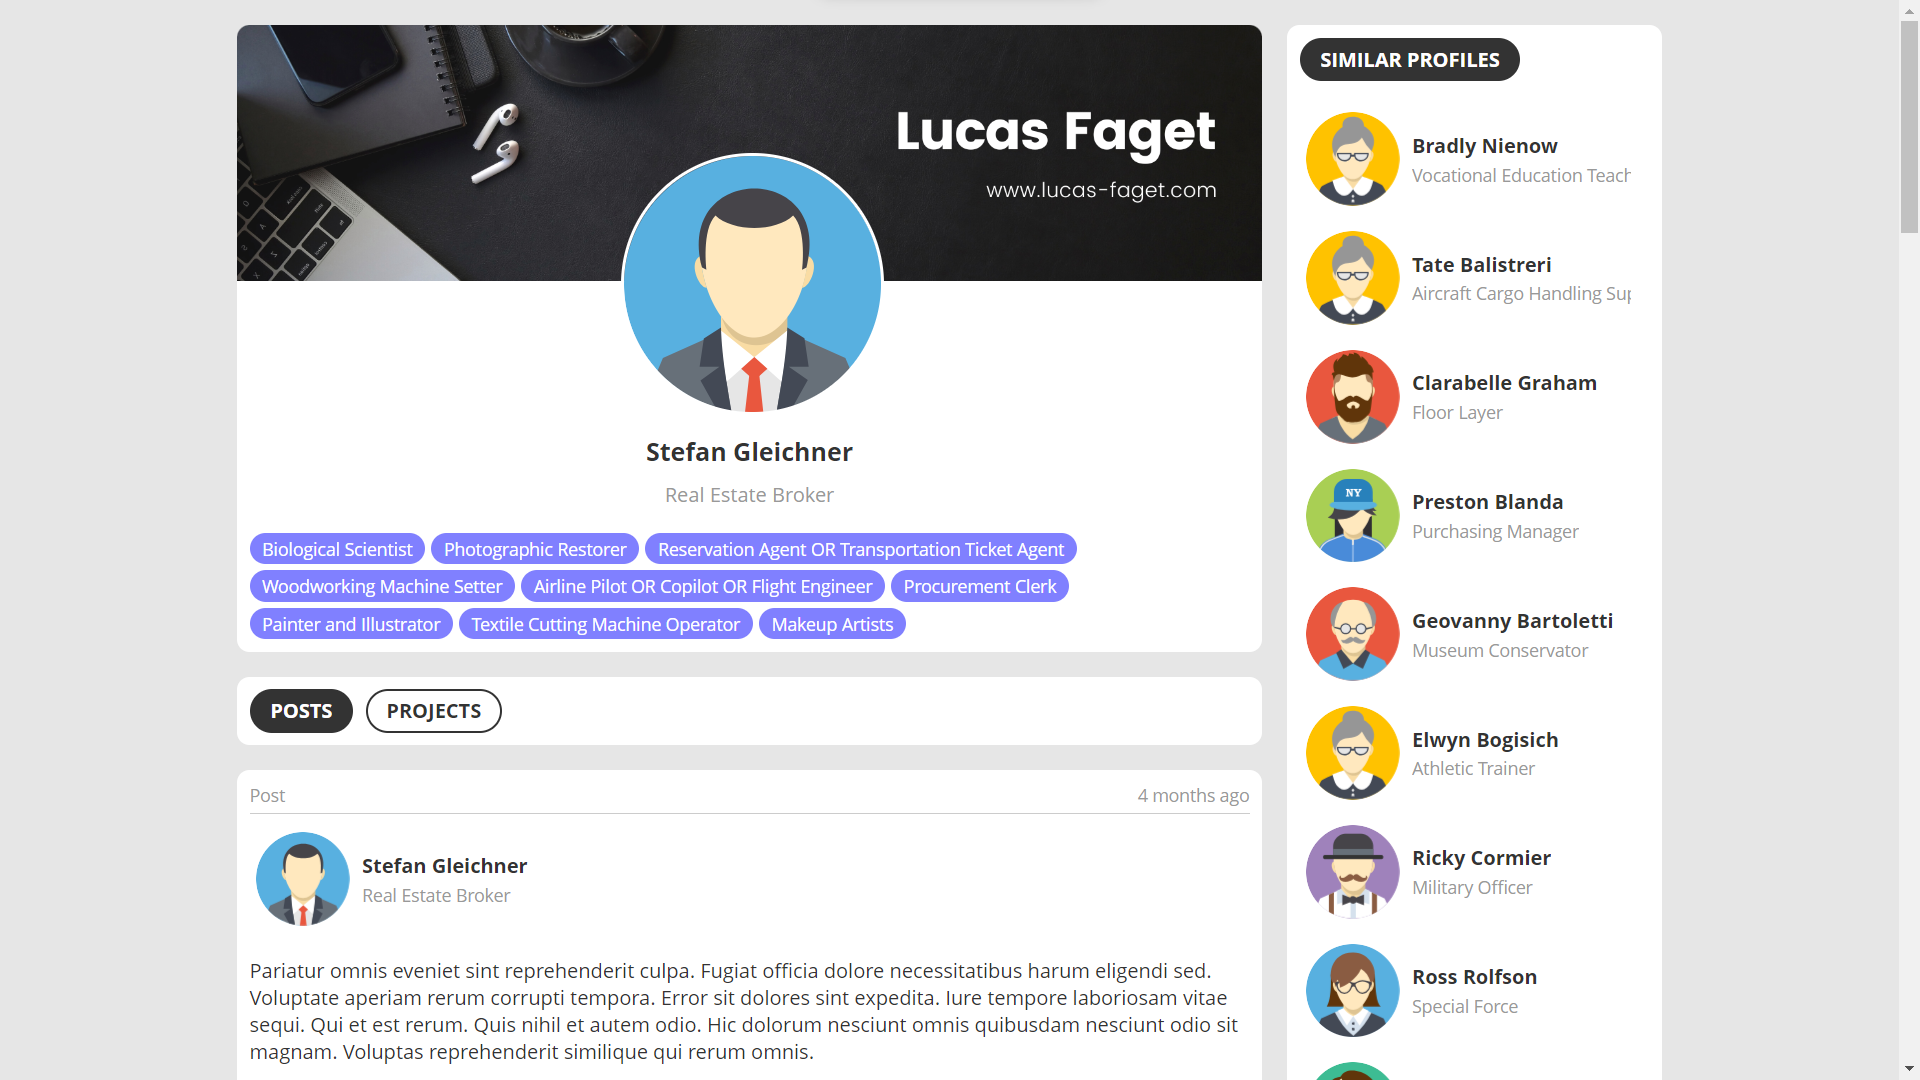 Lucas Faget
www.lucas-faget.com
Stefan Gleichner
Real Estate Broker
Biological Scientist
Photographic Restorer
Reservation Agent OR Transportation Ticket Agent
Woodworking Machine Setter
Airline Pilot OR Copilot OR Flight Engineer
Procurement Clerk
Painter and Illustrator
Textile Cutting Machine Operator
Makeup Artists
POSTS
PROJECTS
Post
4 months ago
Stefan Gleichner
Real Estate Broker
Pariatur omnis eveniet sint reprehenderit culpa. Fugiat officia dolore necessitatibus harum eligendi sed.
Voluptate aperiam rerum corrupti tempora. Error sit dolores sint expedita. Iure tempore laboriosam vitae
sequi. Qui et est rerum. Quis nihil et autem odio. Hic dolorum nesciunt omnis quibusdam nesciunt odio sit
magnam. Voluptas reprehenderit similique qui rerum omnis.
SIMILAR PROFILES
Bradly Nienow
Vocational Education Teach
Tate Balistreri
Aircraft Cargo Handling Sup
Clarabelle Graham
Floor Layer
NY
Preston Blanda
Purchasing Manager
Geovanny Bartoletti
Museum Conservator
Elwyn Bogisich
Athletic Trainer
Ricky Cormier
Military Officer
Ross Rolfson
Special Force